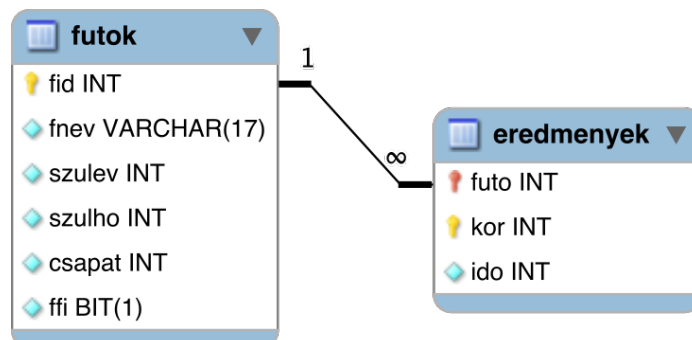 futok
fid INT
fnev VARCHAR(17)
szulev INT
szulho INT
csapat INT
ffi BIT(1)
1
∞
eredmenyek
futo INT
kor INT
ido INT